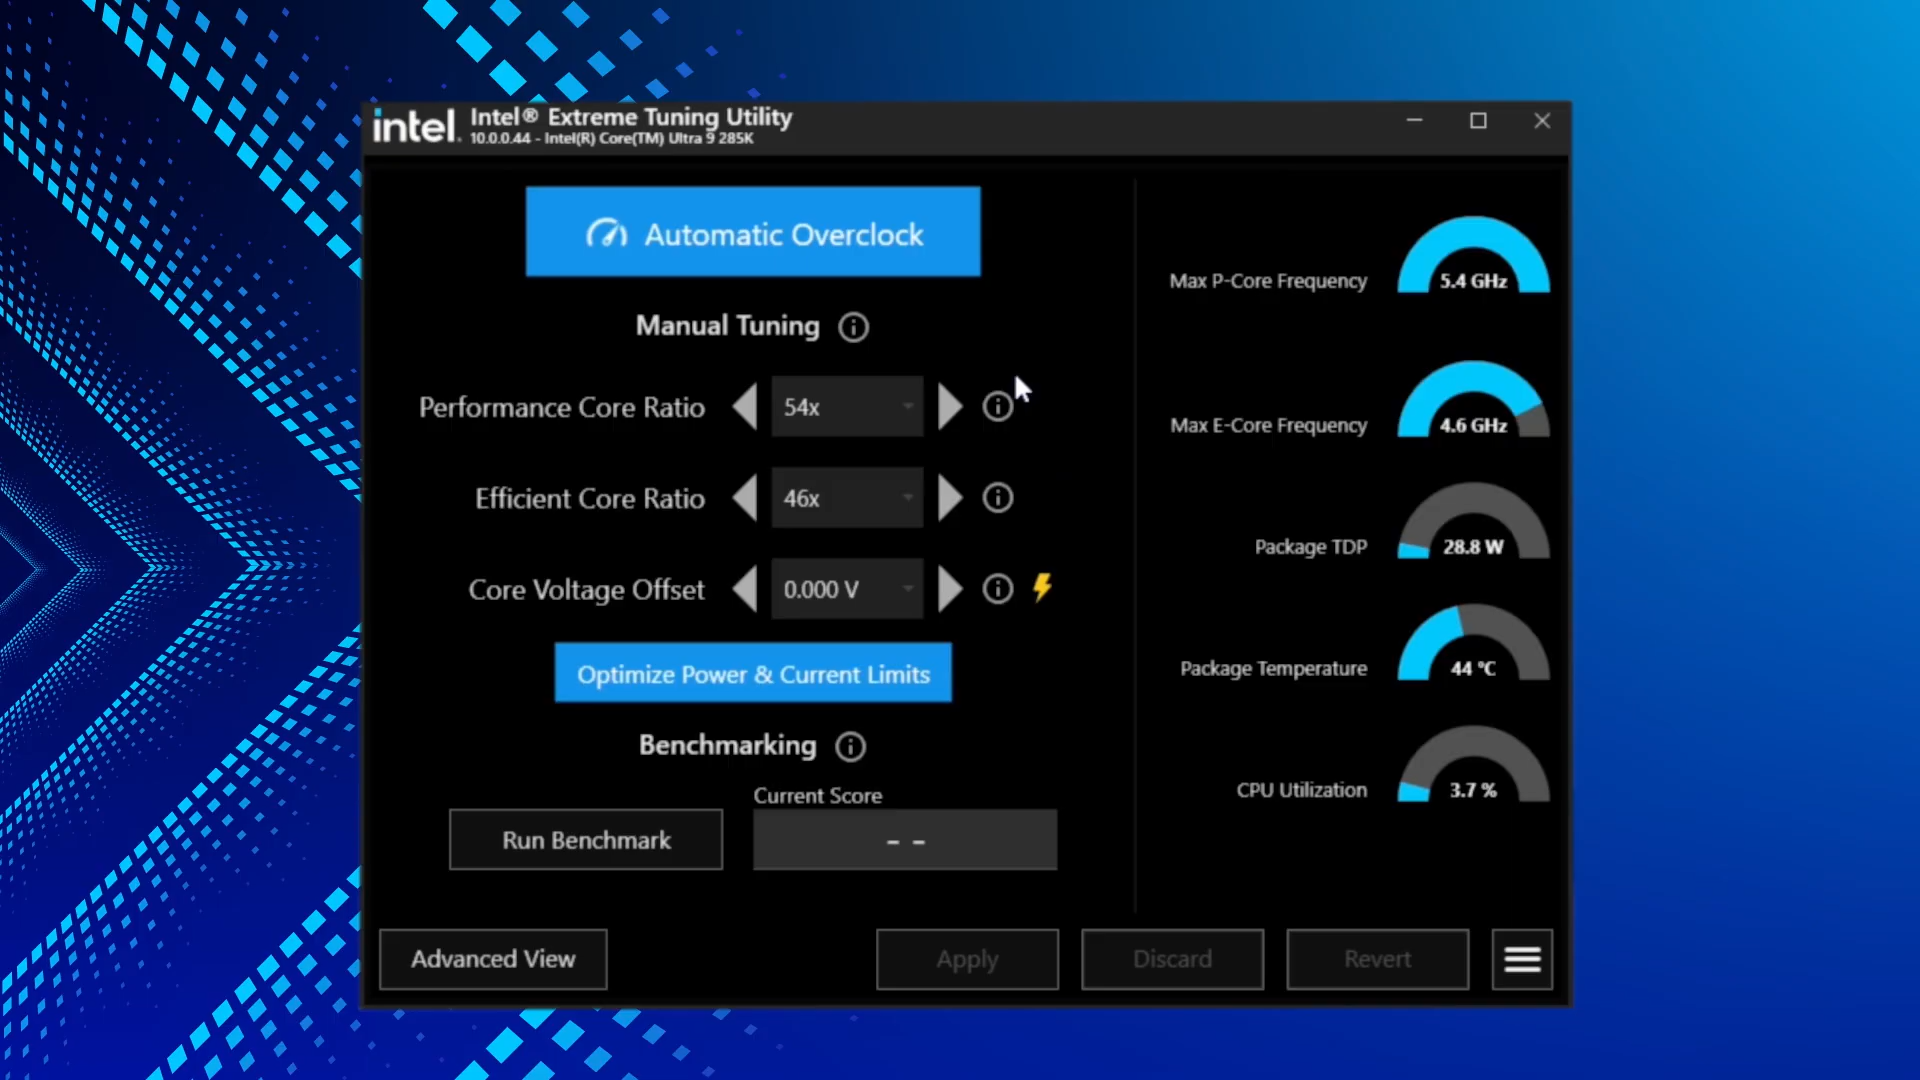 intel.
Intel® Extreme Tuning Utility
10.0.0.44 - Intel(R) Core(TM) Ultra 9 285K
Automatic Overclock
Manual Tuning
Performance Core Ratio 54x
Efficient Core Ratio 46x
Core Voltage Offset 0.000 V
Optimize Power & Current Limits
Benchmarking
Current Score
Run Benchmark - -
Max P-Core Frequency 5.4 GHz
Max E-Core Frequency 4.6 GHz
Package TDP 28.8 W
Package Temperature 44 °C
CPU Utilization 3.7 %
Advanced View Apply Discard Revert